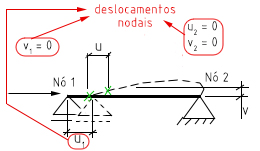 deslocamentos
nodais
v₁ = 0
u₂ = 0
v₂ = 0
u
Nó 1
Nó 2
v
u₁